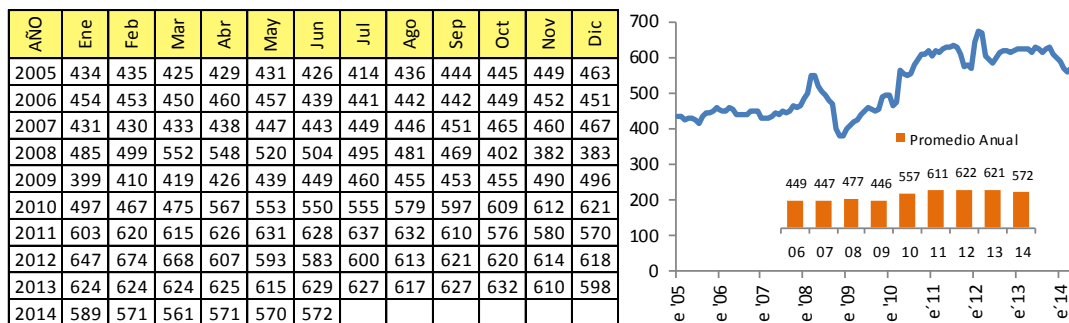 AÑO Ene Feb Mar Abr May Jun Jul Ago Sep Oct Nov Dic
2005 434 435 425 429 431 426 414 436 444 445 449 463
2006 454 453 450 460 457 439 441 442 442 449 452 451
2007 431 430 433 438 447 443 449 446 451 465 460 467
2008 485 499 552 548 520 504 495 481 469 402 382 383
2009 399 410 419 426 439 449 460 455 453 455 490 496
2010 497 467 475 567 553 550 555 579 597 609 612 621
2011 603 620 615 626 631 628 637 632 610 576 580 570
2012 647 674 668 607 593 583 600 613 621 620 614 618
2013 624 624 624 625 615 629 627 617 627 632 610 598
2014 589 571 561 571 570 572
700
600
500
400
300
200
100
0
Promedio Anual
449 447 477 446 557 611 622 621 572
06 07 08 09 10 11 12 13 14
e '05 e '06 e '07 e '08 e '09 e '10 e'11 e'12 e'13 e'14